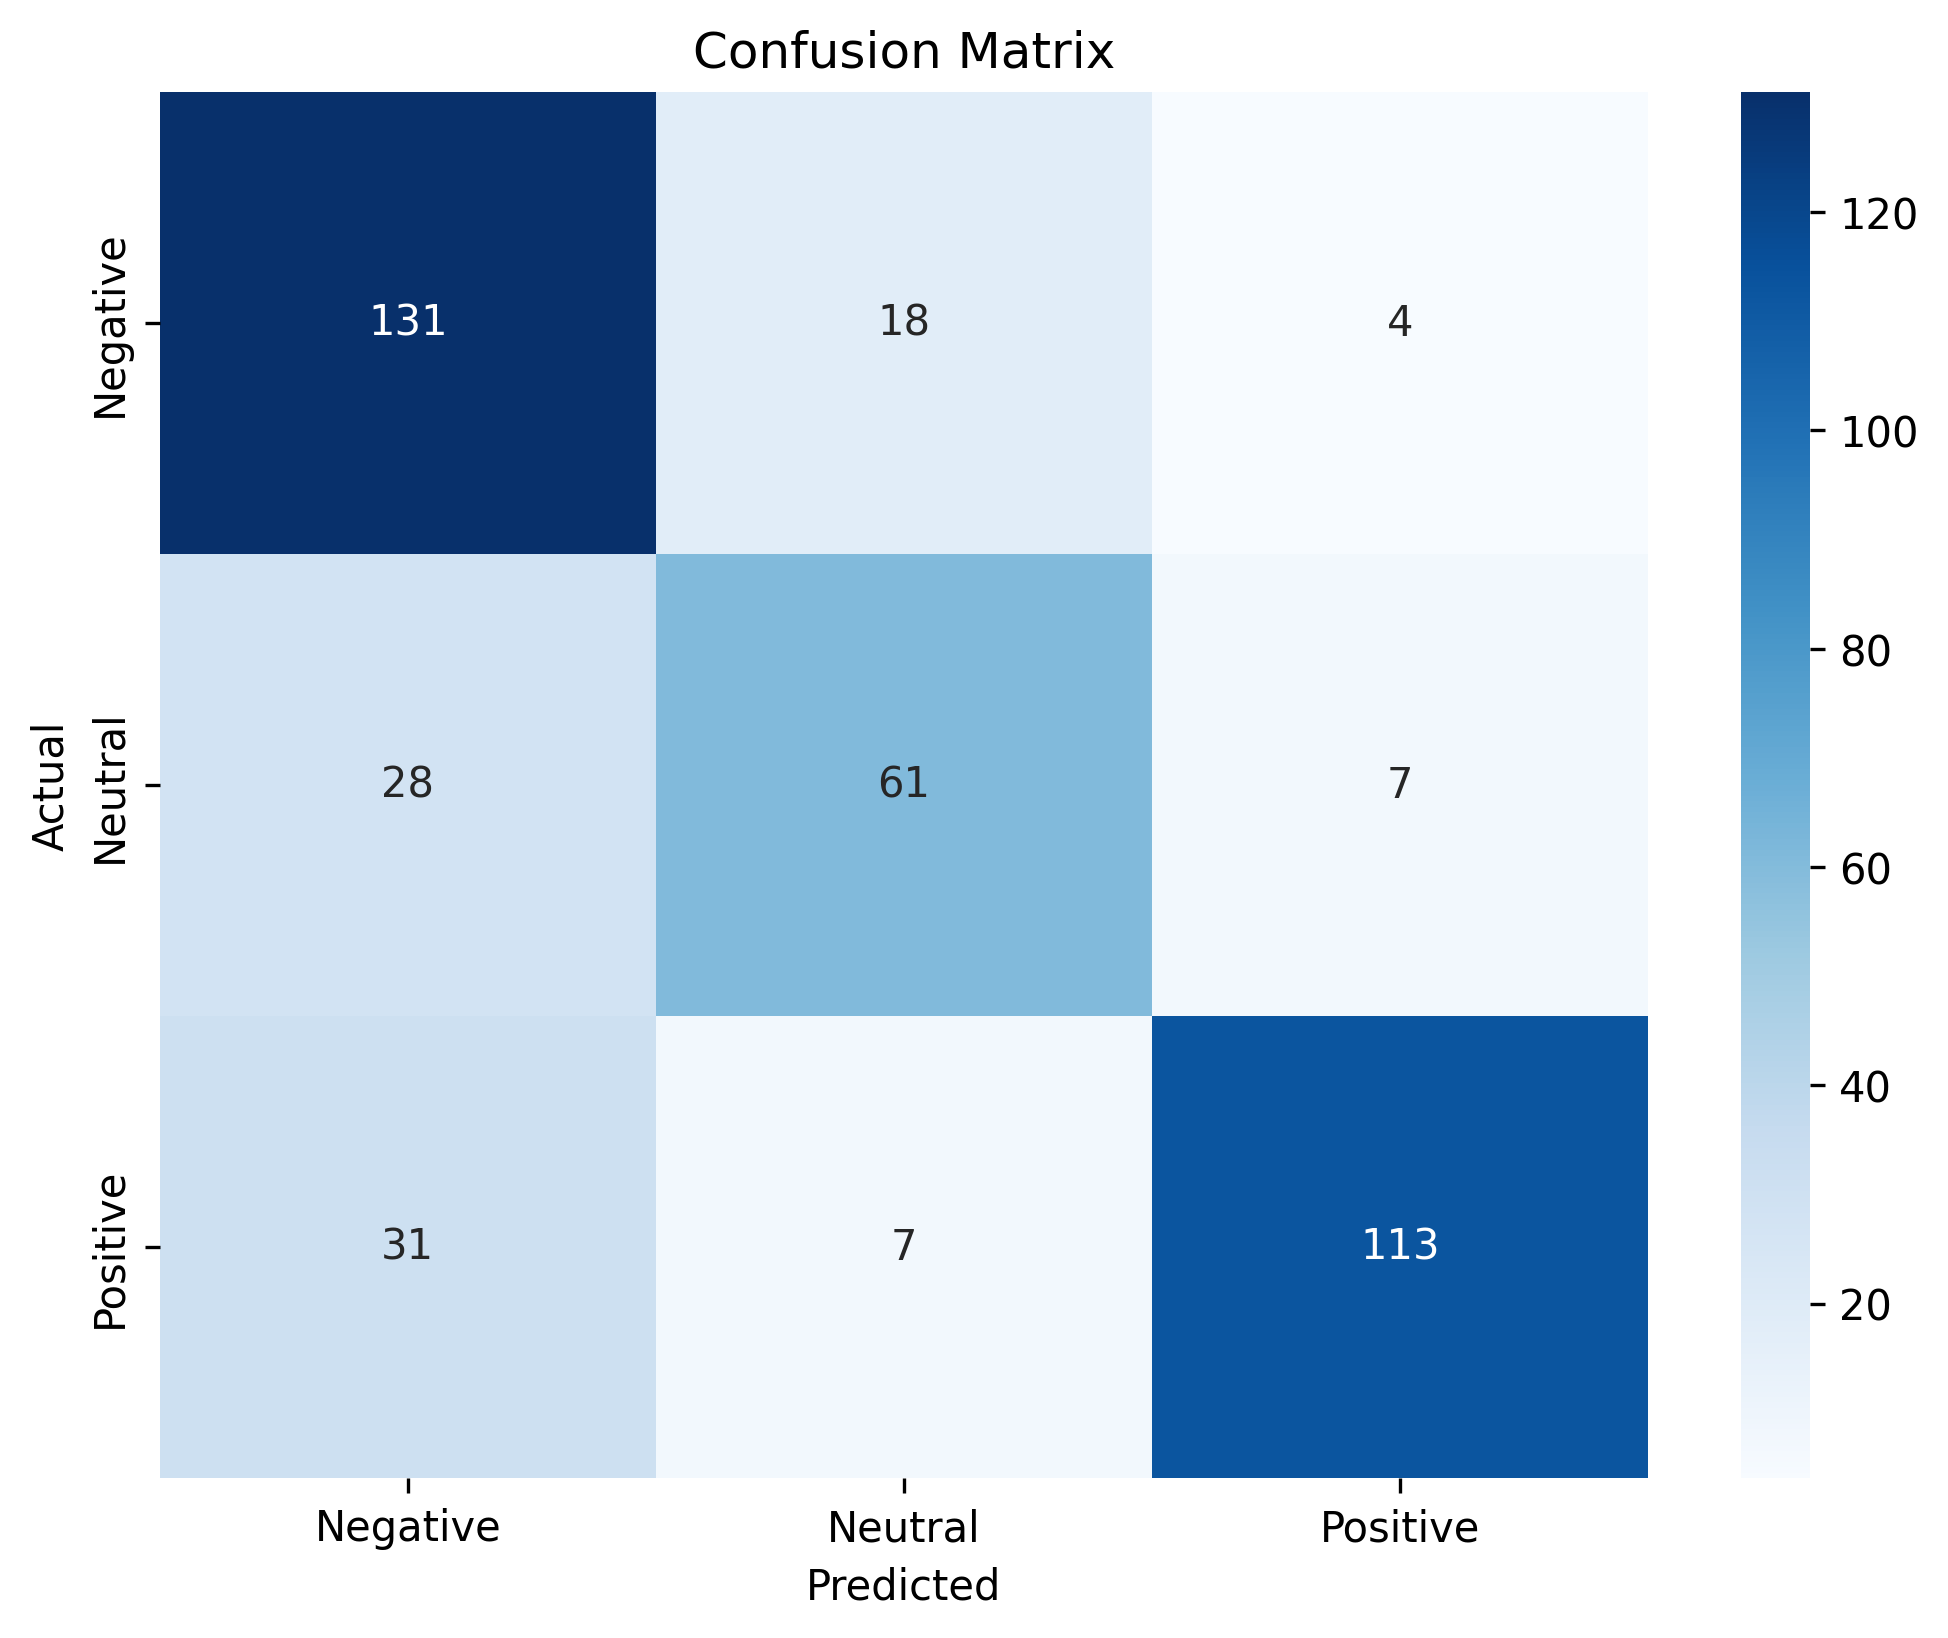 Confusion Matrix
Actual
Negative
131
18
4
Neutral
28
61
7
Positive
31
7
113
Negative
Neutral
Positive
Predicted
120
100
80
60
40
20